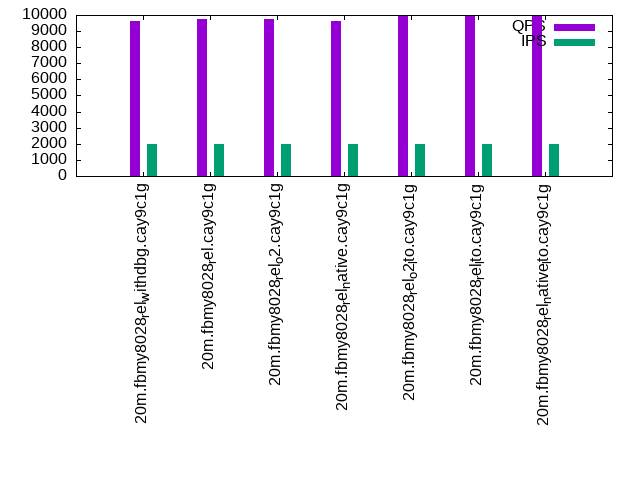 10000
9000
8000
7000
6000
5000
4000
3000
2000
1000
0
QPS
IPS
20m.fbmy8028relwithdbg.cay9c1g
20m.fbmy8028rel.cay9c1g
20m.fbmy8028relo2.cay9c1g
20m.fbmy8028relnative.cay9c1g
20m.fbmy8028relo2lto.cay9c1g
20m.fbmy8028rellto.cay9c1g
20m.fbmy8028relnativelto.cay9c1g